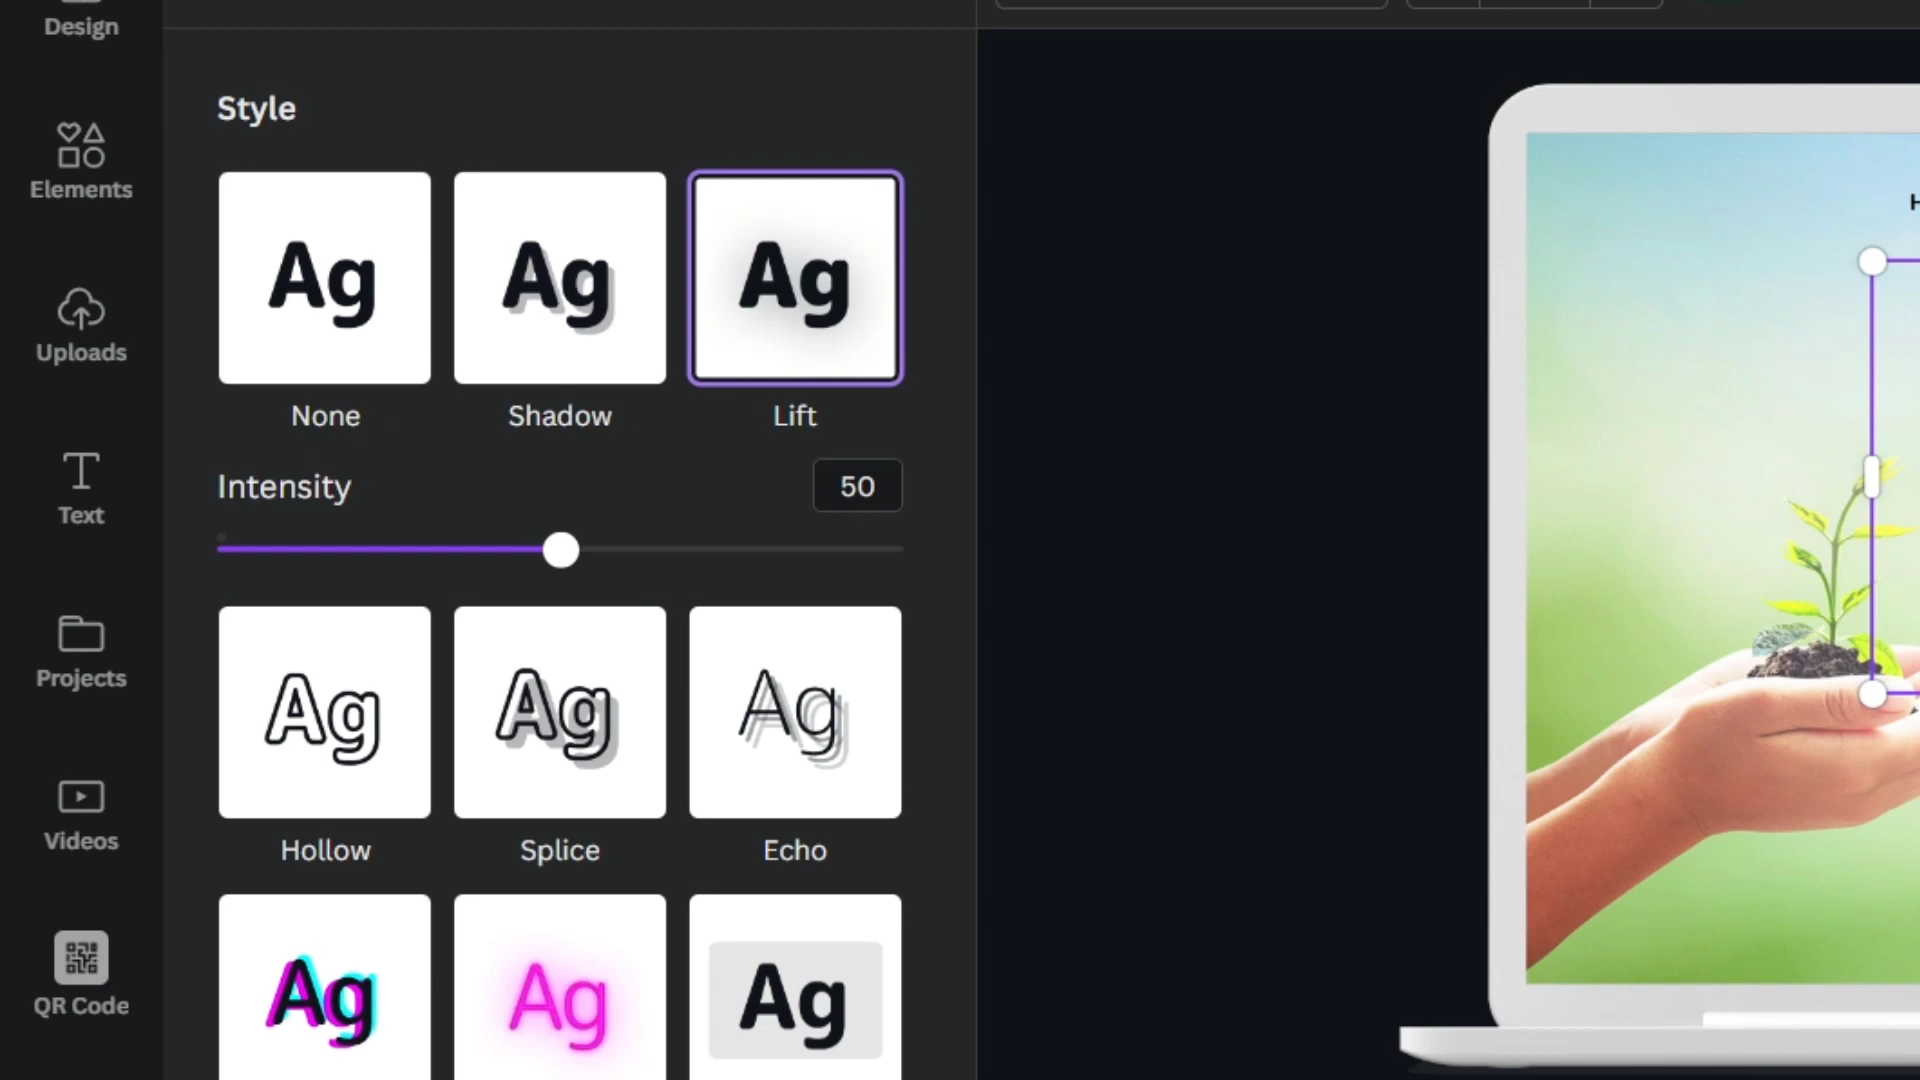 Design
Elements
Uploads
Text
Projects
Videos
QR Code
Style
Ag
Ag
Ag
None
Shadow
Lift
Intensity
50
Ag
Ag
Ag
Hollow
Splice
Echo
Ag
Ag
Ag